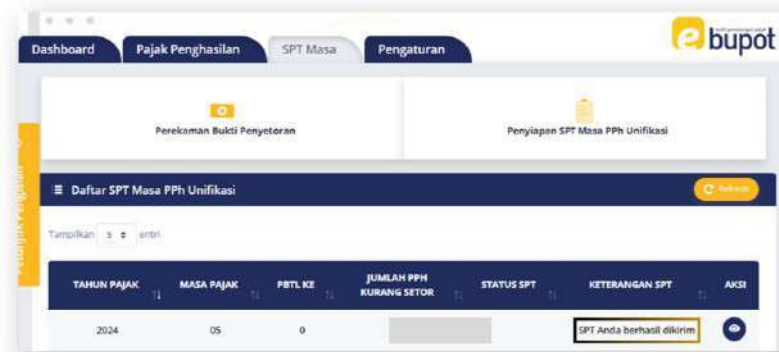 Dashboard Pajak Penghasilan SPT Masa Pengaturan
e bupot
Perekaman Bukti Penyetoran
Penyiapan SPT Masa PPh Unifikasi
Daftar SPT Masa PPh Unifikasi
Refresh
Tampilkan 5 entri
TAHUN PAJAK MASA PAJAK PBTL KE JUMLAH PPH KURANG SETOR STATUS SPT KETERANGAN SPT AKSI
2024 05 0 SPT Anda berhasil dikirim